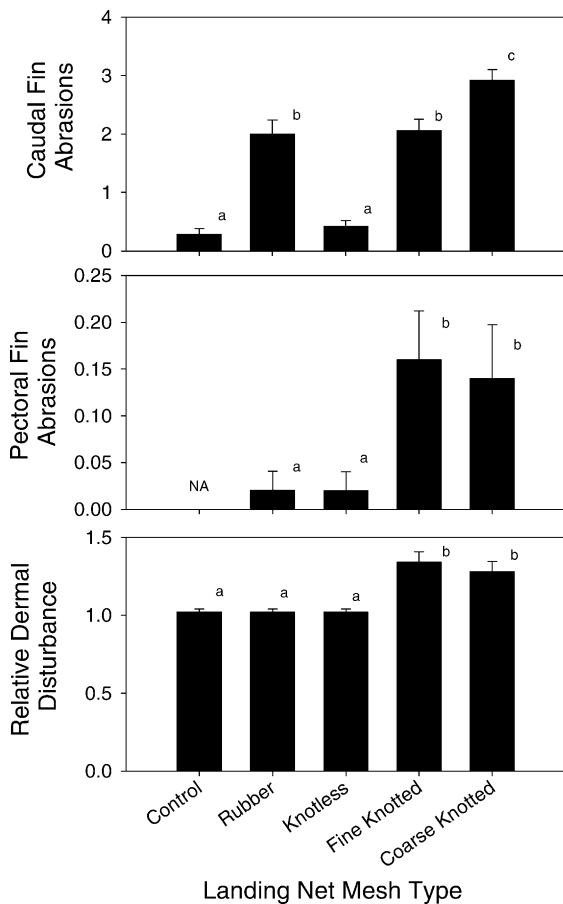 Caudal Fin
Abrasions
4
3
2
1
0
a
b
a
b
c
Pectoral Fin
Abrasions
0.25
0.20
0.15
0.10
0.05
0.00
NA
a
a
b
b
Relative Dermal
Disturbance
1.5
1.0
0.5
0.0
a
a
a
b
b
Control
Rubber
Knotless
Fine Knotted
Coarse Knotted
Landing Net Mesh Type